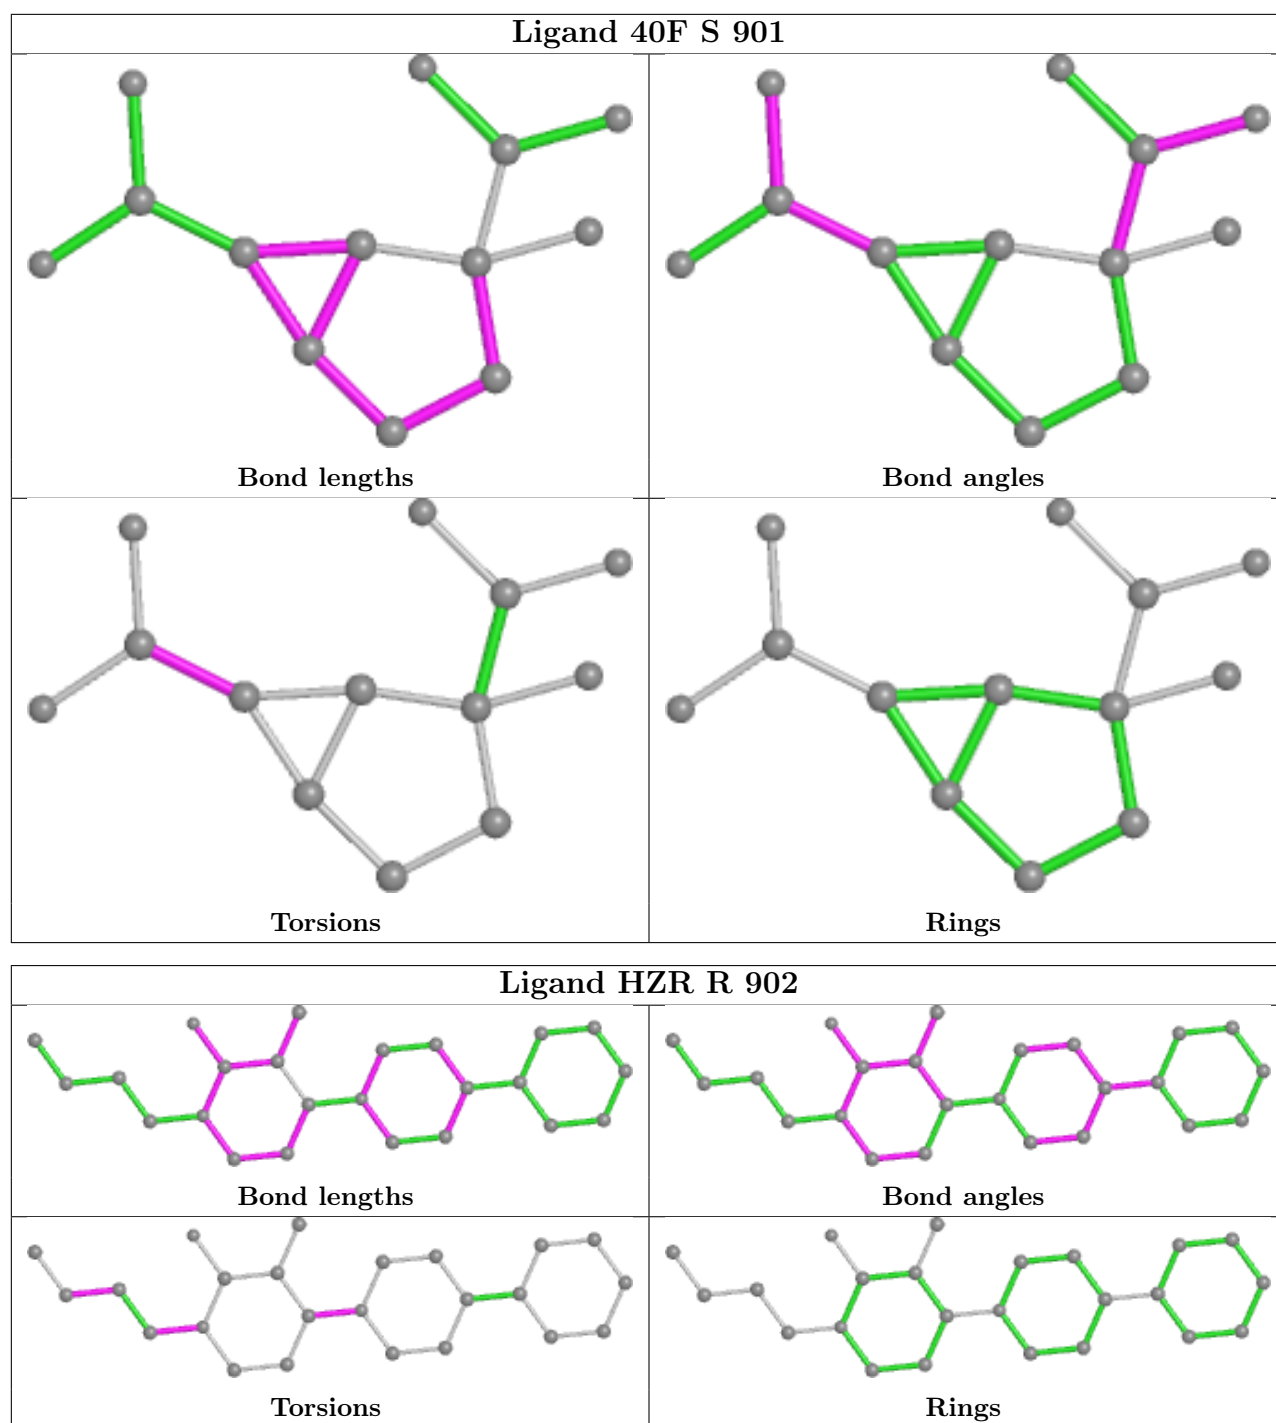 Ligand 40F S 901
Bond lengths
Bond angles
Torsions
Rings
Ligand HZR R 902
Bond lengths
Bond angles
Torsions
Rings